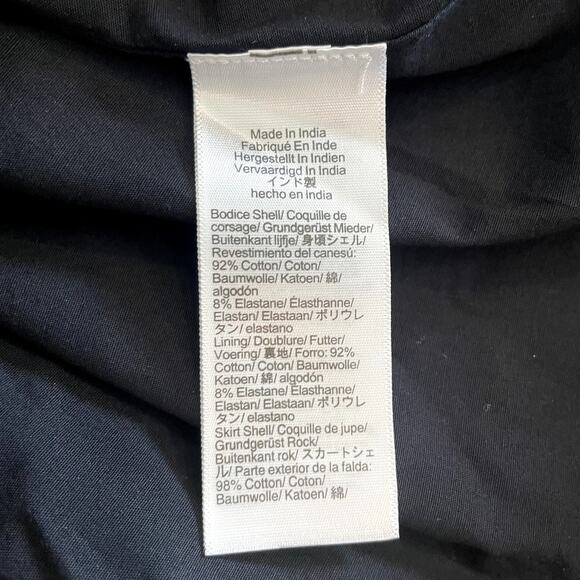 Made In India
Fabriqué En Inde
Hergestellt In Indien
Vervaardigd In India
インド製
hecho en india
Bodice Shell/ Coquille de
corsage/ Grundgerüst Mieder/
Buitenkant lijfje/ 身頃シェル/
Revestimiento del canesú:
92% Cotton/ Coton/
Baumwolle/ Katoen/ 綿/
algodón
8% Elastane/ Élasthanne/
Elastan/ Elastaan/ ポリウレ
タン/ elastano
Lining/ Doublure/ Futter/
Voering/ 裏地/ Forro: 92%
Cotton/ Coton/ Baumwolle/
Katoen/ 綿/ algodón
8% Elastane/ Élasthanne/
Elastan/ Elastaan/ ポリウレ
タン/ elastano
Skirt Shell/ Coquille de jupe/
Grundgerüst Rock/
Buitenkant rok/ スカートシェ
ル/ Parte exterior de la falda:
98% Cotton/ Coton/
Baumwolle/ Katoen/ 綿/